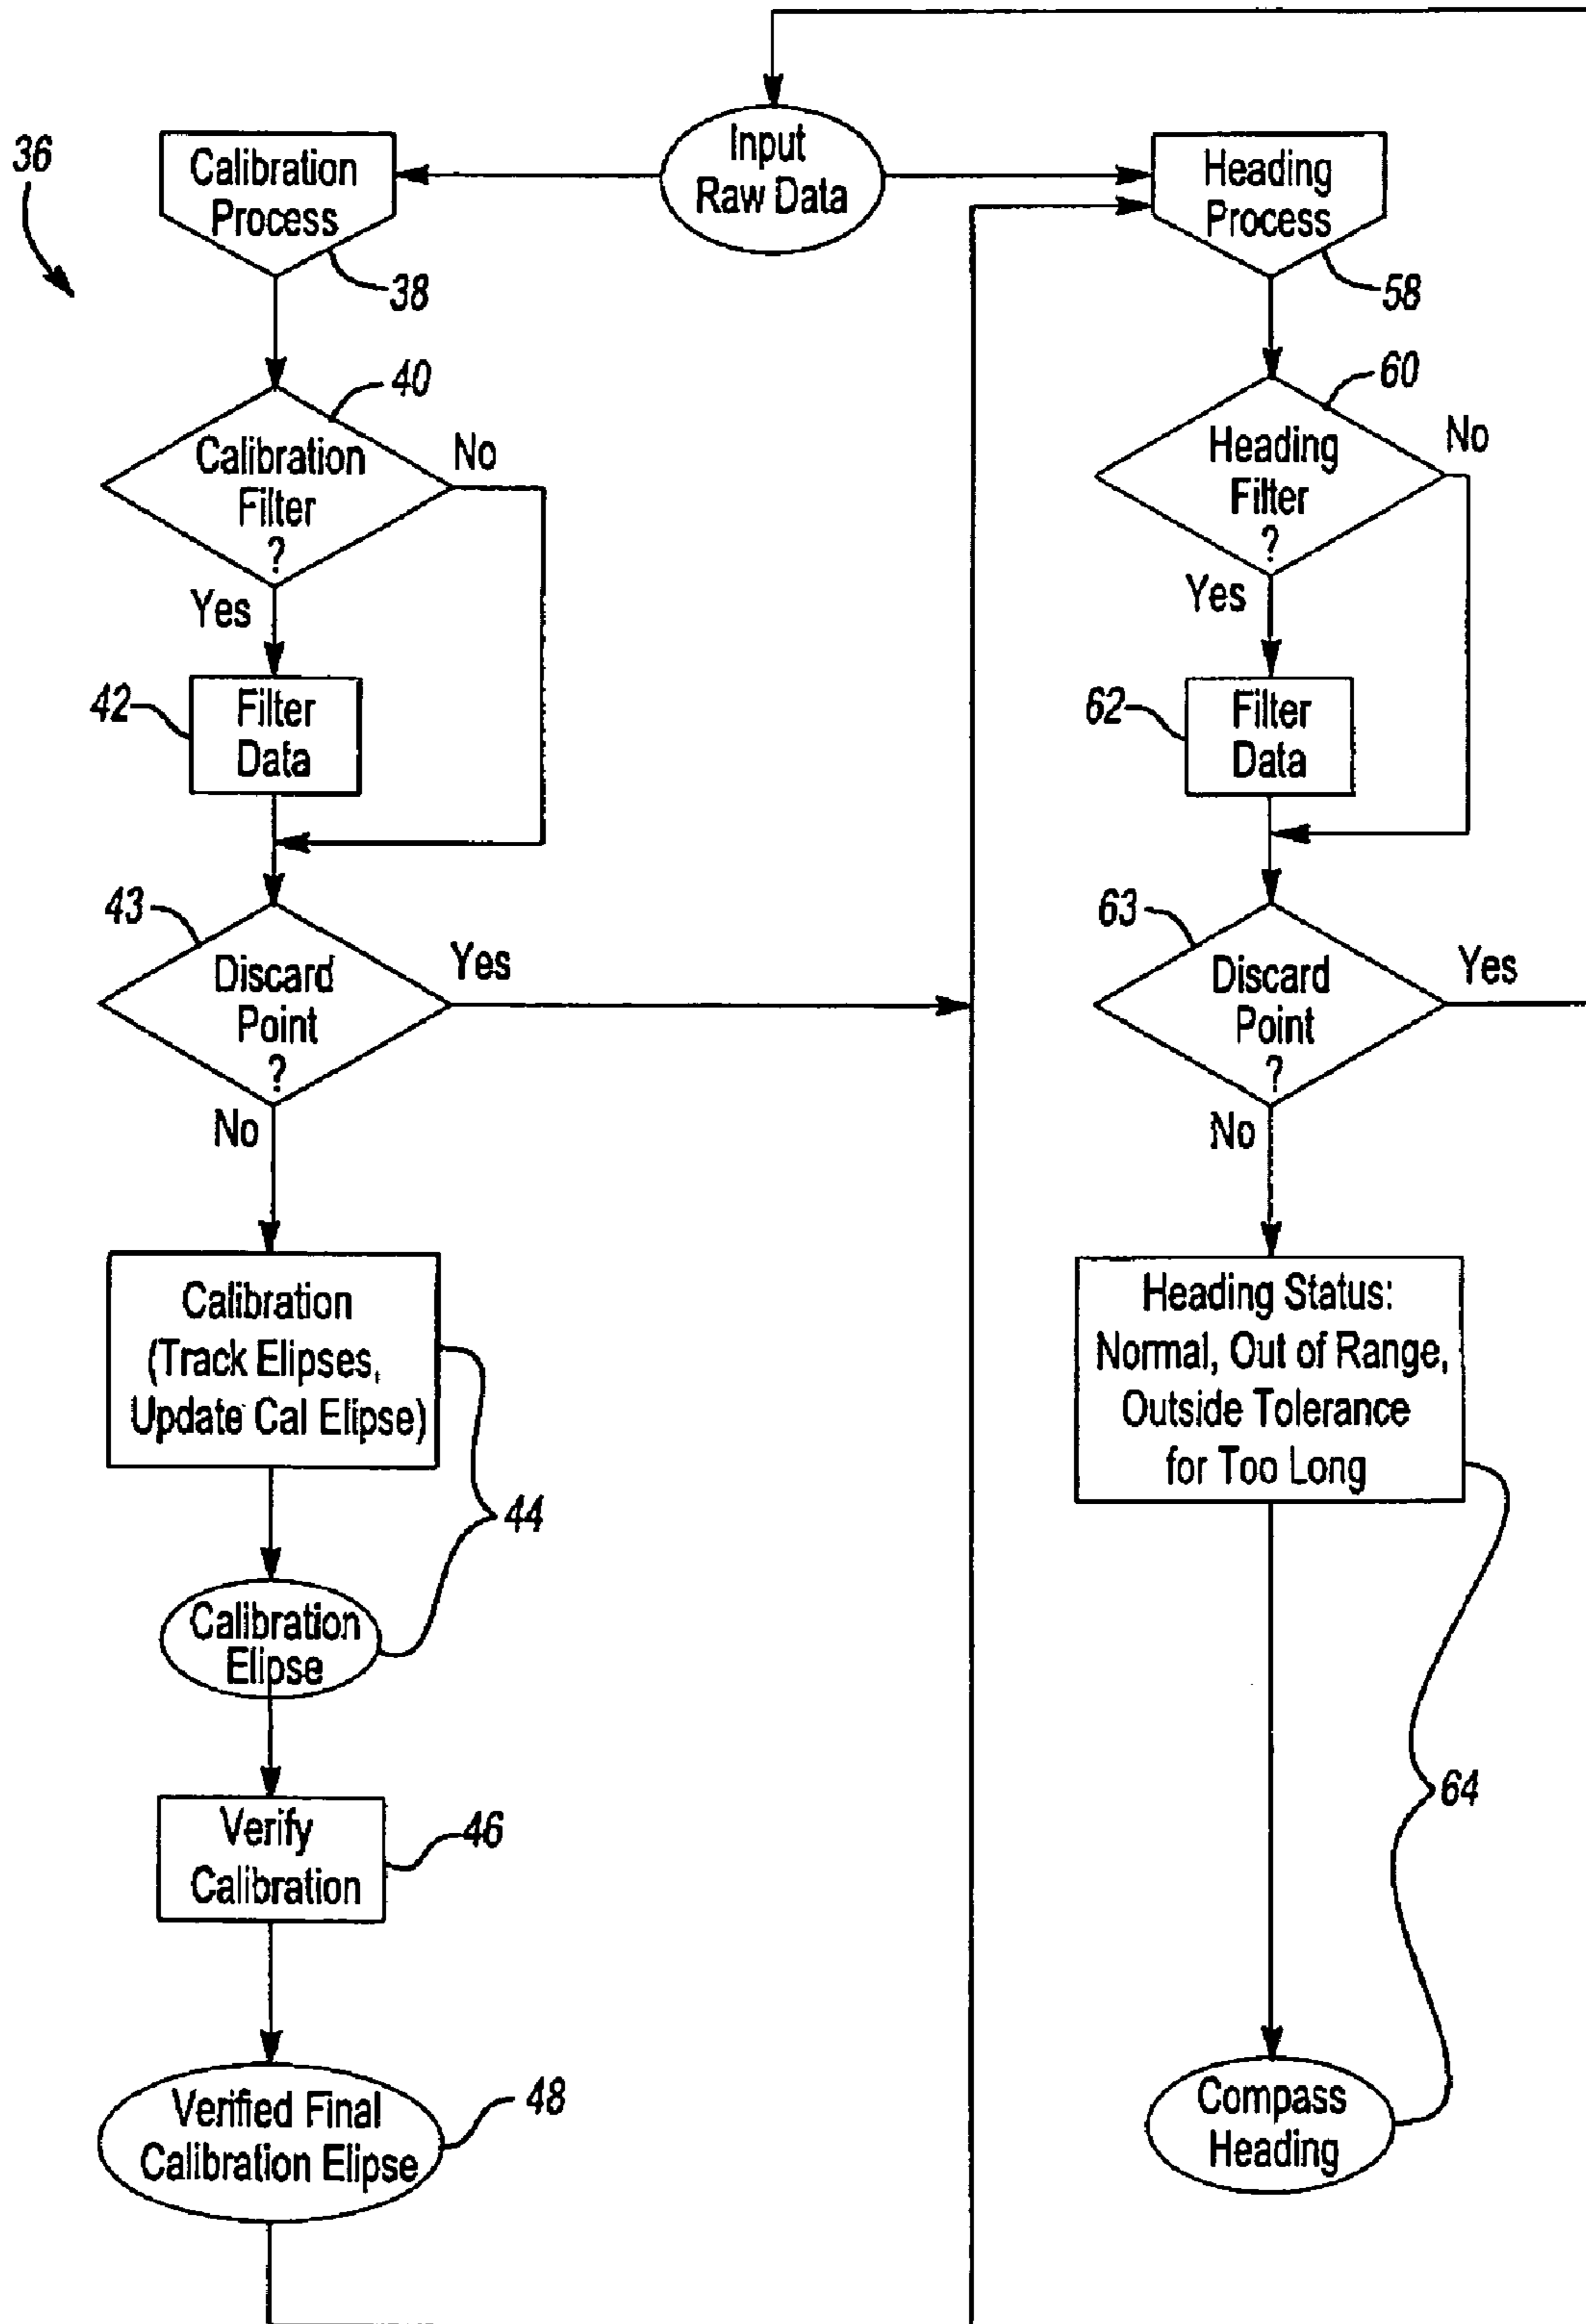 36
Calibration
Process
38
Input
Raw Data
Heading
Process
58
40
Calibration
Filter
?
No
Yes
42
Filter
Data
43
Discard
Point
?
Yes
No
Calibration
(Track Elipses,
Update Cal Elipse)
44
Calibration
Elipse
Verify
Calibration
46
Verified Final
Calibration Elipse
48
60
Heading
Filter
?
No
Yes
62
Filter
Data
63
Discard
Point
?
Yes
No
Heading Status:
Normal, Out of Range,
Outside Tolerance
for Too Long
64
Compass
Heading